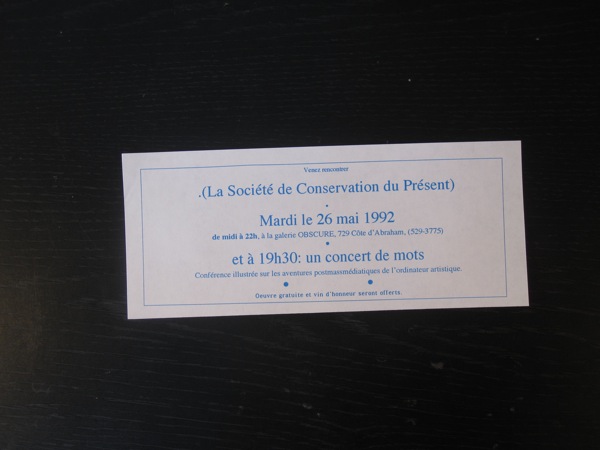 Venez rencontrer
.(La Société de Conservation du Présent)
Mardi le 26 mai 1992
de midi à 22h, à la galerie OBSCURE, 729 Côte d'Abraham, (529-3775)
et à 19h30: un concert de mots
Conférence illustrée sur les aventures postmassmédiatiques de l'ordinateur artistique.
Oeuvre gratuite et vin d'honneur seront offerts.